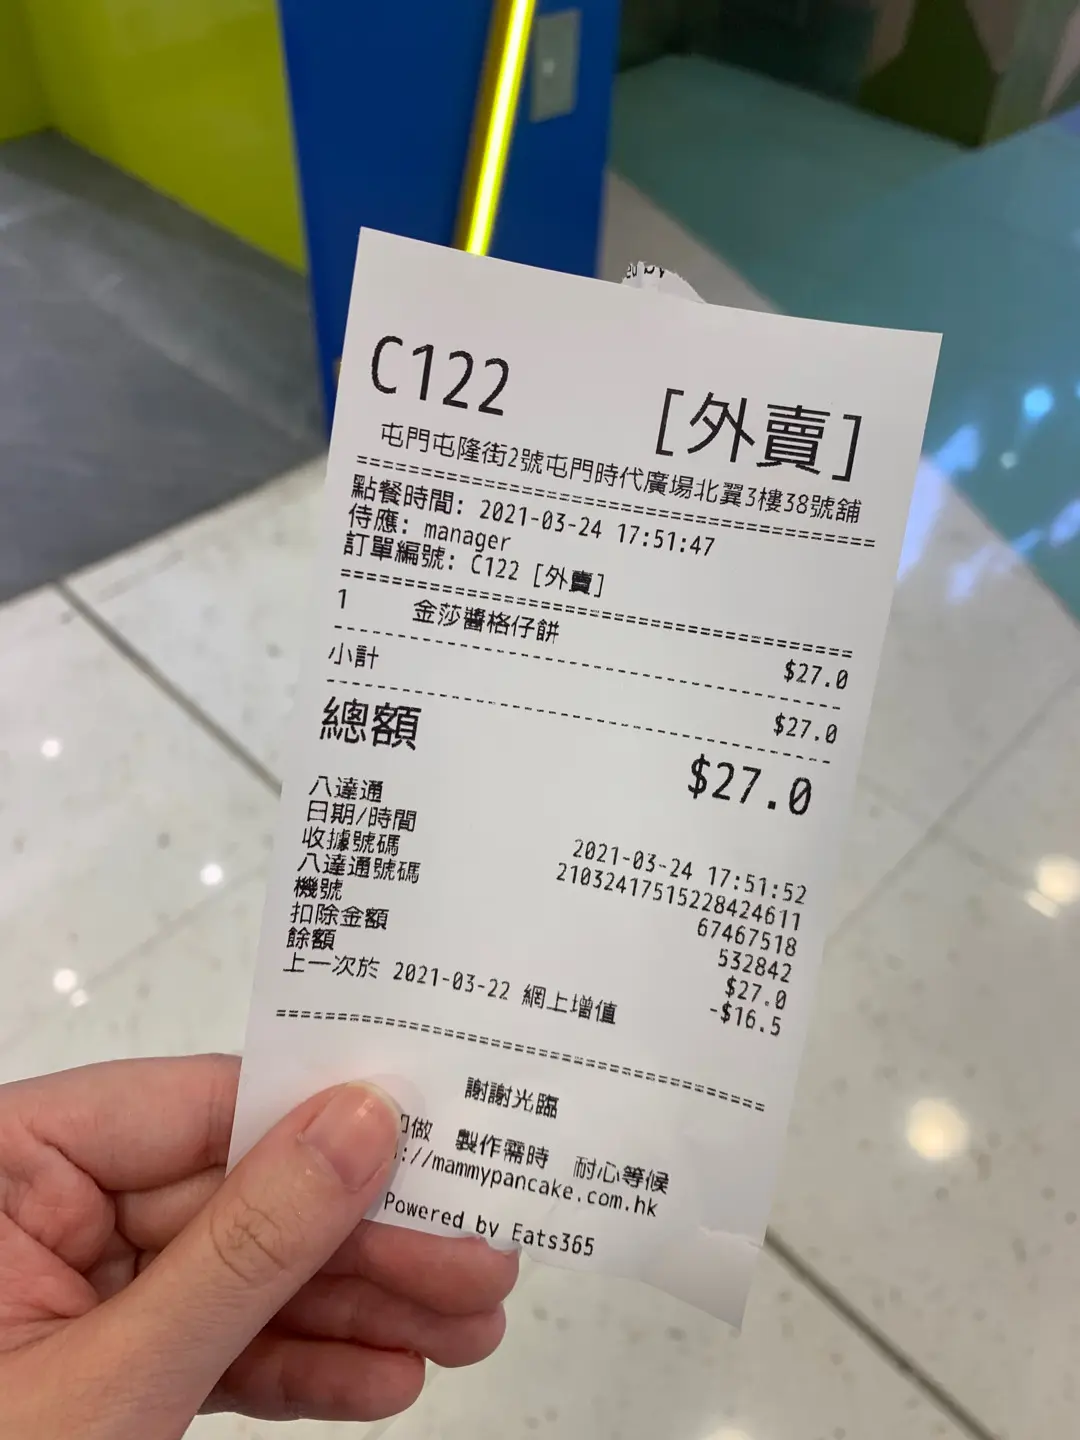 C122 [外賣]
屯門屯隆街2號屯門時代廣場北翼3樓38號舖
點餐時間: 2021-03-24 17:51:47
侍應: manager
訂單編號: C122 [外賣]
1 金莎醬格仔餅 $27.0
小計 $27.0
總額 $27.0
八達通
日期/時間 2021-03-24 17:51:52
收據號碼 21032417515228424611
八達通號碼 67467518
機號 532842
扣除金額 $27.0
餘額 -$16.5
上一次於 2021-03-22 網上增值
謝謝光臨
做 製作需時 耐心等候
://mammypancake.com.hk
Powered by Eats365